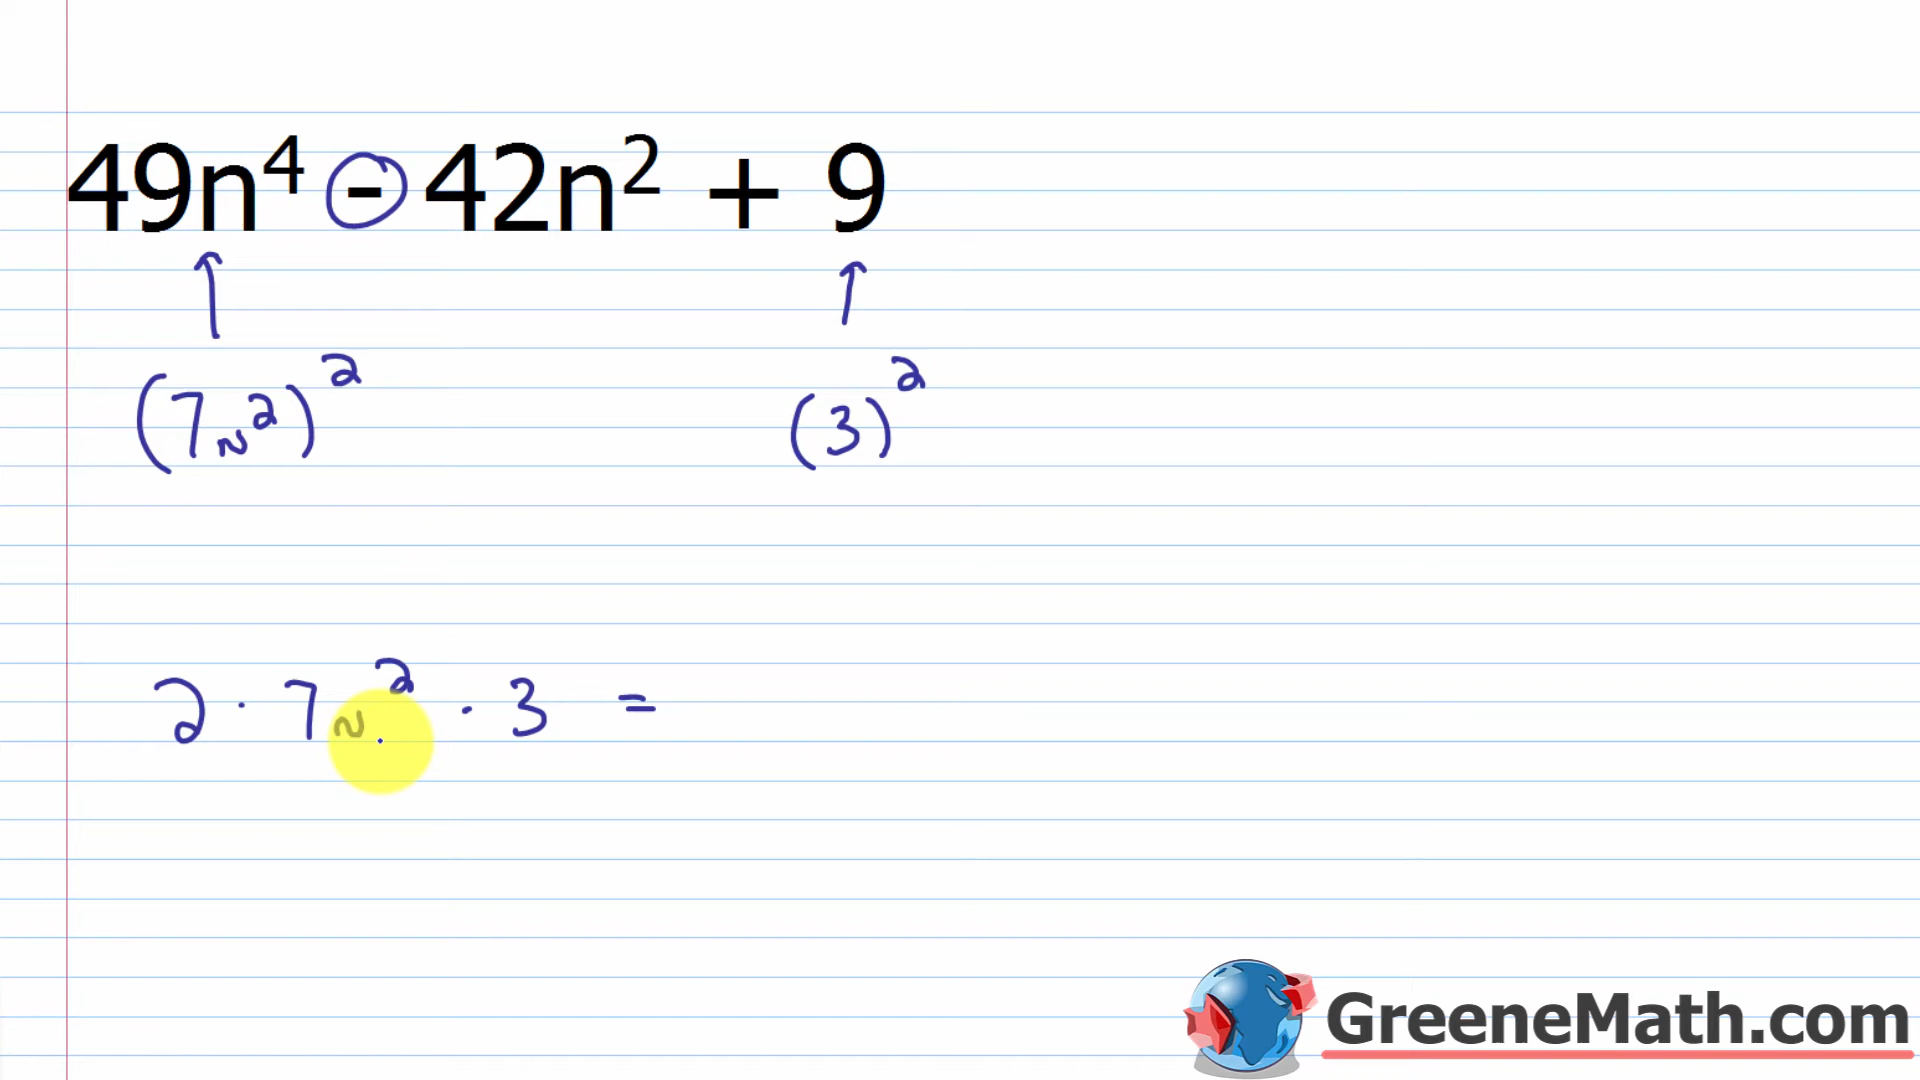 49n⁴ - 42n² + 9
(7n²)² (3)²
2 · 7n² · 3 =
GreeneMath.com